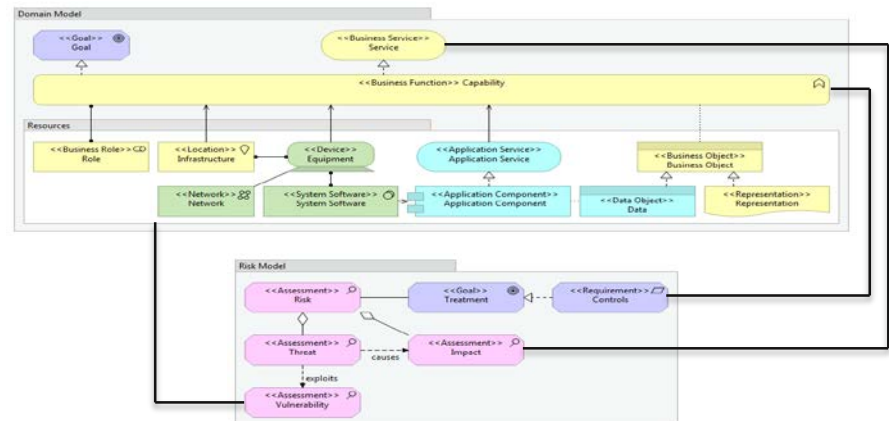 Domain Model
<<Goal>>
Goal
<<Business Service>>
Service
<<Business Function>> Capability
Resources
<<Business Role>>
Role
<<Location>>
Infrastructure
<<Device>>
Equipment
<<Application Service>>
Application Service
<<Business Object>>
Business Object
<<Network>>
Network
<<System Software>>
System Software
<<Application Component>>
Application Component
<<Data Object>>
Data
<<Representation>>
Representation
Risk Model
<<Assessment>>
Risk
<<Goal>>
Treatment
<<Requirement>>
Controls
<<Assessment>>
Threat
causes
<<Assessment>>
Impact
exploits
<<Assessment>>
Vulnerability